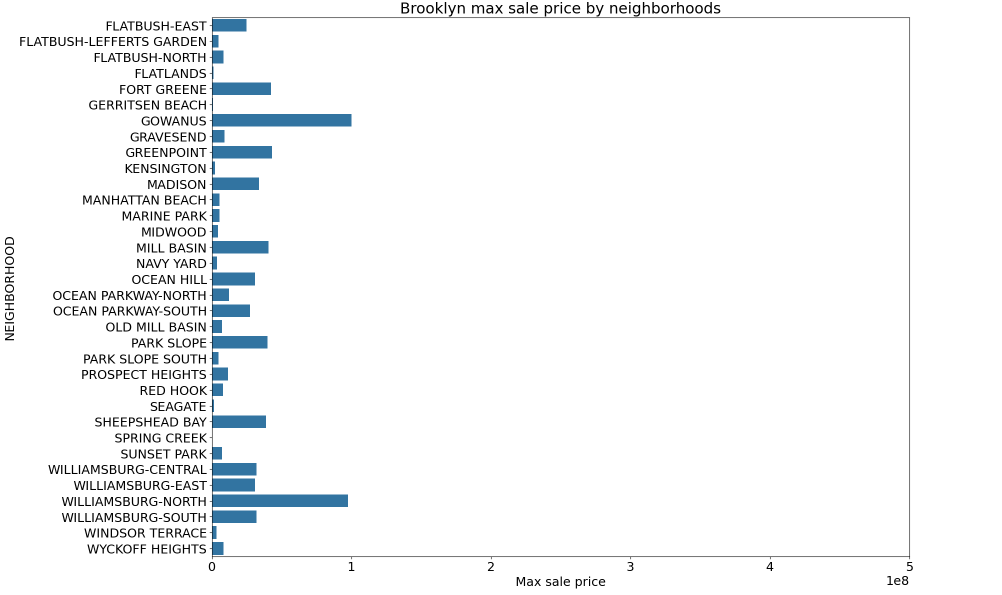 Brooklyn max sale price by neighborhoods
NEIGHBORHOOD
FLATBUSH-EAST
FLATBUSH-LEFFERTS GARDEN
FLATBUSH-NORTH
FLATLANDS
FORT GREENE
GERRITSEN BEACH
GOWANUS
GRAVESEND
GREENPOINT
KENSINGTON
MADISON
MANHATTAN BEACH
MARINE PARK
MIDWOOD
MILL BASIN
NAVY YARD
OCEAN HILL
OCEAN PARKWAY-NORTH
OCEAN PARKWAY-SOUTH
OLD MILL BASIN
PARK SLOPE
PARK SLOPE SOUTH
PROSPECT HEIGHTS
RED HOOK
SEAGATE
SHEEPSHEAD BAY
SPRING CREEK
SUNSET PARK
WILLIAMSBURG-CENTRAL
WILLIAMSBURG-EAST
WILLIAMSBURG-NORTH
WILLIAMSBURG-SOUTH
WINDSOR TERRACE
WYCKOFF HEIGHTS
0 1 2 3 4 5
1e8
Max sale price